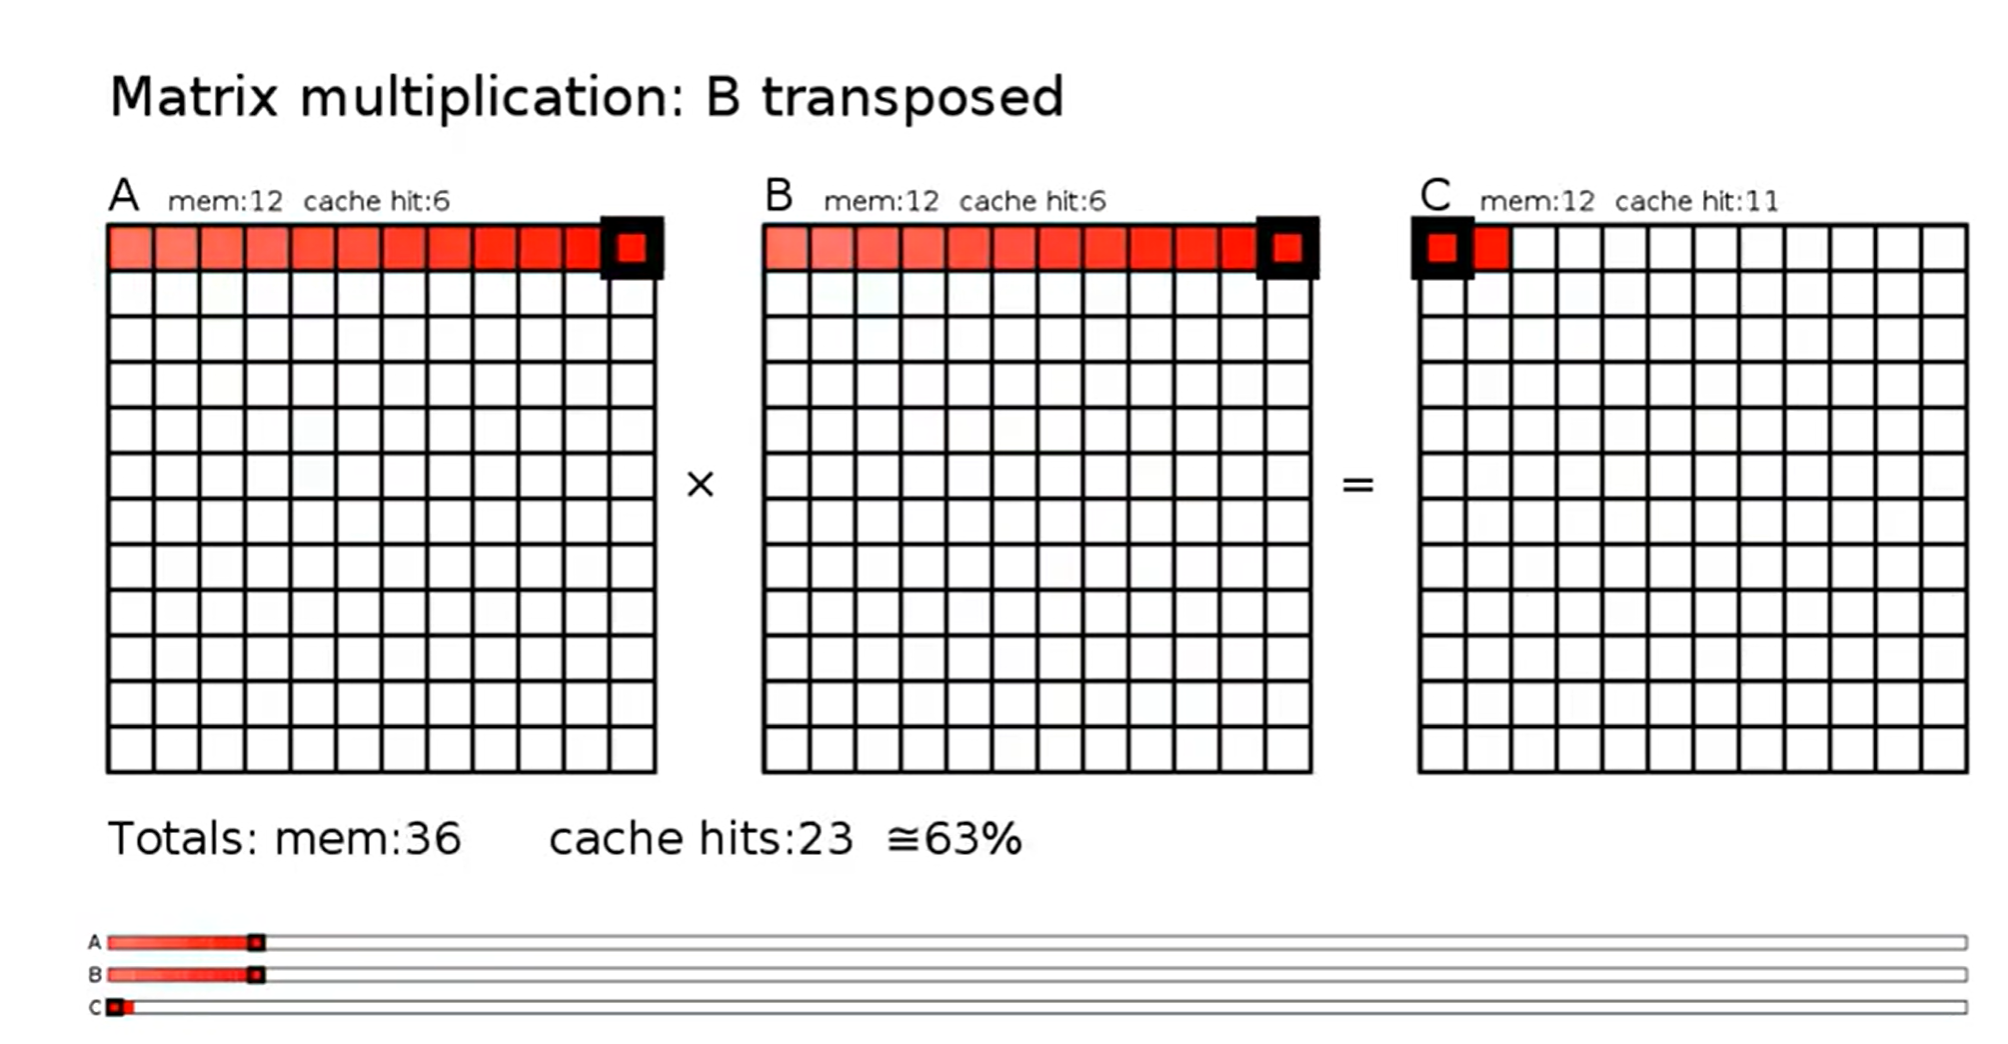 Matrix multiplication: B transposed
A mem:12 cache hit:6
B mem:12 cache hit:6
C mem:12 cache hit:11
×
=
Totals: mem:36 cache hits:23 ≅63%
A
B
C